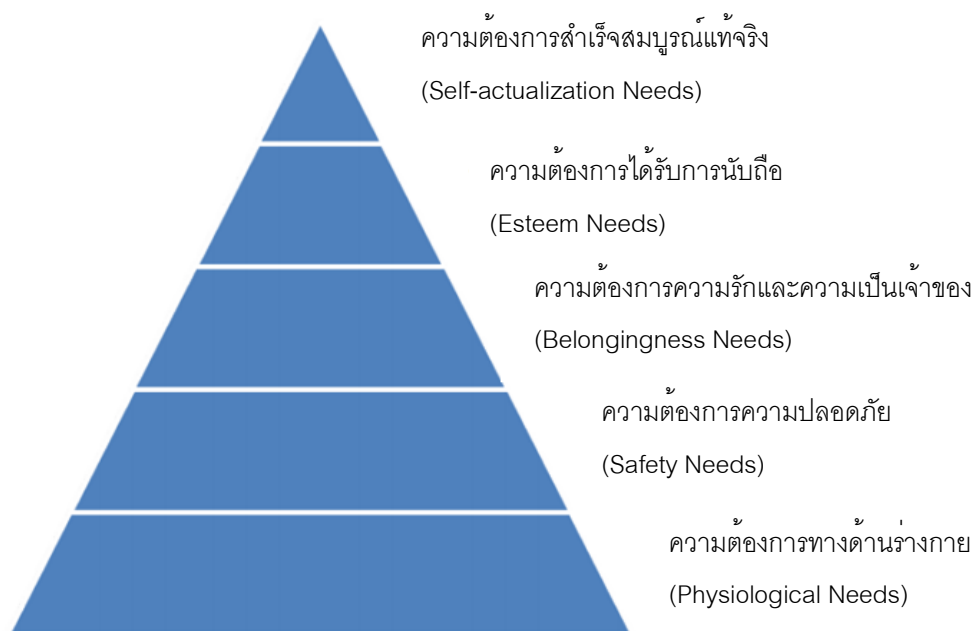 ความต้องการสำเร็จสมบูรณ์แท้จริง
(Self-actualization Needs)
ความต้องการได้รับการนับถือ
(Esteem Needs)
ความต้องการความรักและความเป็นเจ้าของ
(Belongingness Needs)
ความต้องการความปลอดภัย
(Safety Needs)
ความต้องการทางด้านร่างกาย
(Physiological Needs)